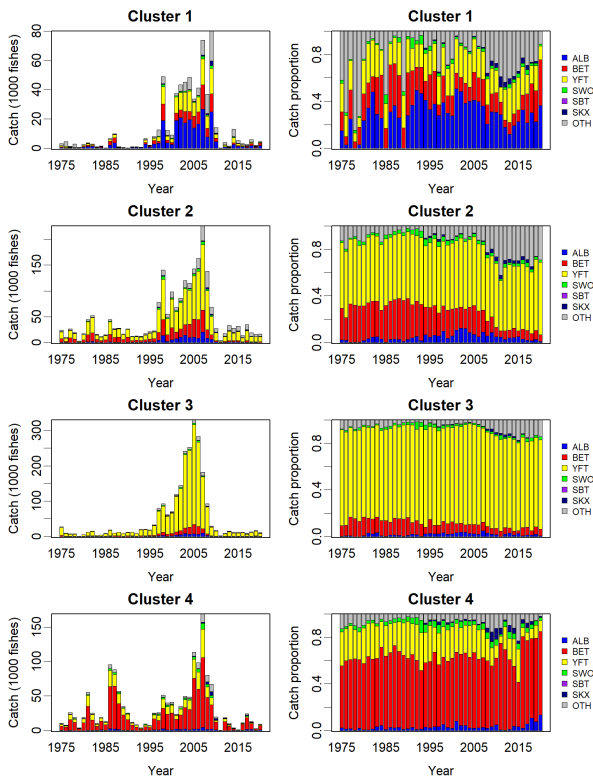 Cluster 1
Catch (1000 fishes)
0 20 40 60 80
1975 1985 1995 2005 2015
Year
Cluster 1
Catch proportion
0.0 0.4 0.8
1975 1985 1995 2005 2015
Year
ALB
BET
YFT
SWO
SBT
SKX
OTH
Cluster 2
Catch (1000 fishes)
0 50 150
1975 1985 1995 2005 2015
Year
Cluster 2
Catch proportion
0.0 0.4 0.8
1975 1985 1995 2005 2015
Year
ALB
BET
YFT
SWO
SBT
SKX
OTH
Cluster 3
Catch (1000 fishes)
0 100 200 300
1975 1985 1995 2005 2015
Year
Cluster 3
Catch proportion
0.0 0.4 0.8
1975 1985 1995 2005 2015
Year
ALB
BET
YFT
SWO
SBT
SKX
OTH
Cluster 4
Catch (1000 fishes)
0 50 100 150
1975 1985 1995 2005 2015
Year
Cluster 4
Catch proportion
0.0 0.4 0.8
1975 1985 1995 2005 2015
Year
ALB
BET
YFT
SWO
SBT
SKX
OTH